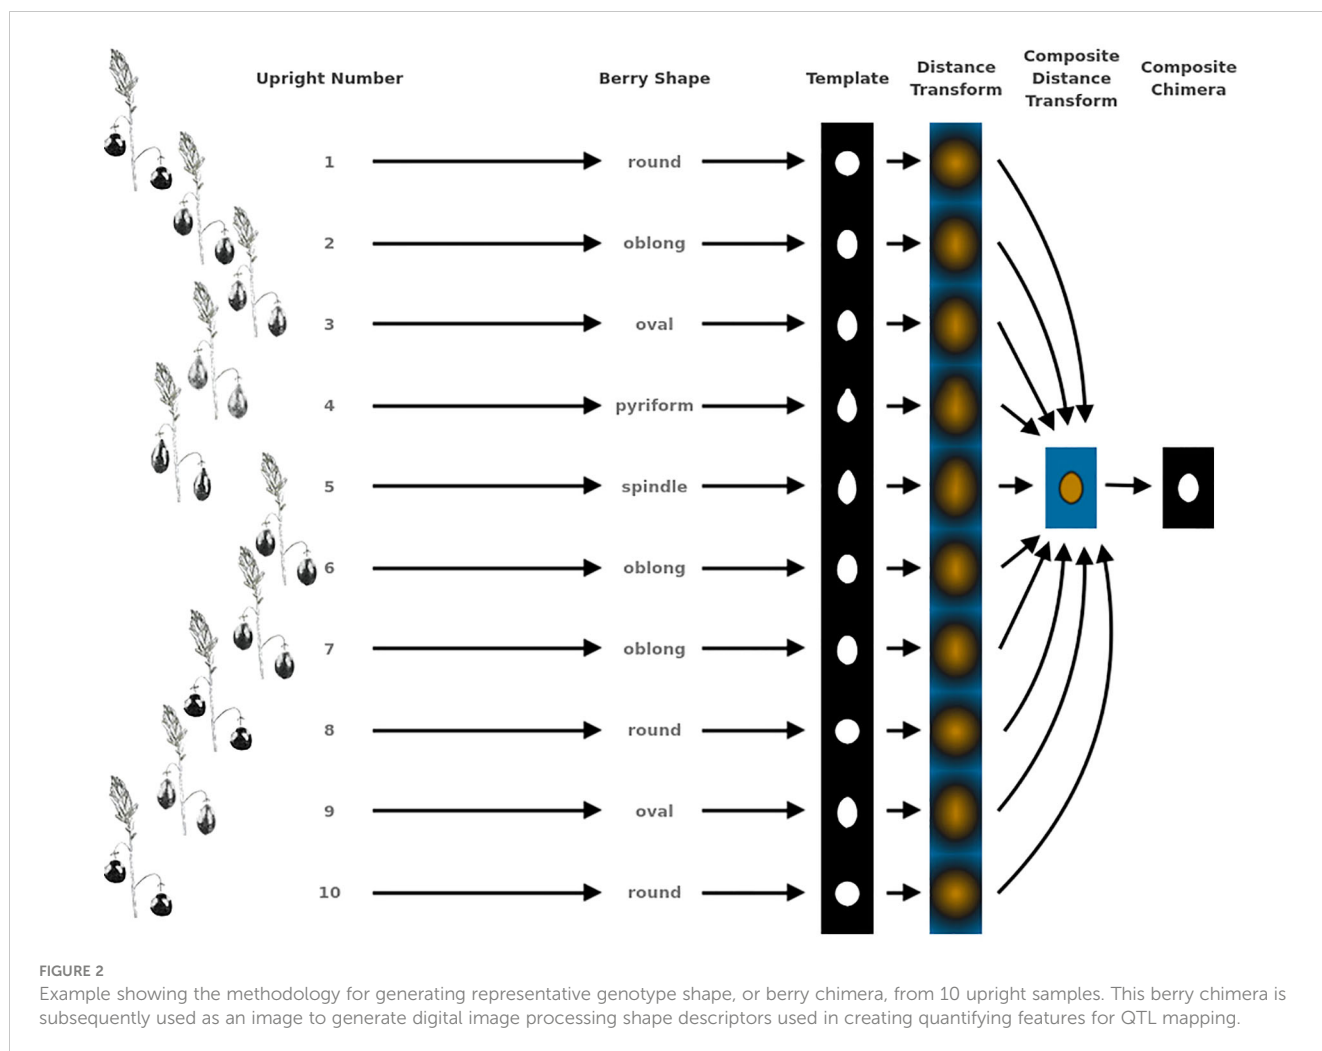 Upright Number
Berry Shape
Template
Distance
Transform
Composite
Distance
Transform
Composite
Chimera
1 round
2 oblong
3 oval
4 pyriform
5 spindle
6 oblong
7 oblong
8 round
9 oval
10 round
FIGURE 2
Example showing the methodology for generating representative genotype shape, or berry chimera, from 10 upright samples. This berry chimera is
subsequently used as an image to generate digital image processing shape descriptors used in creating quantifying features for QTL mapping.